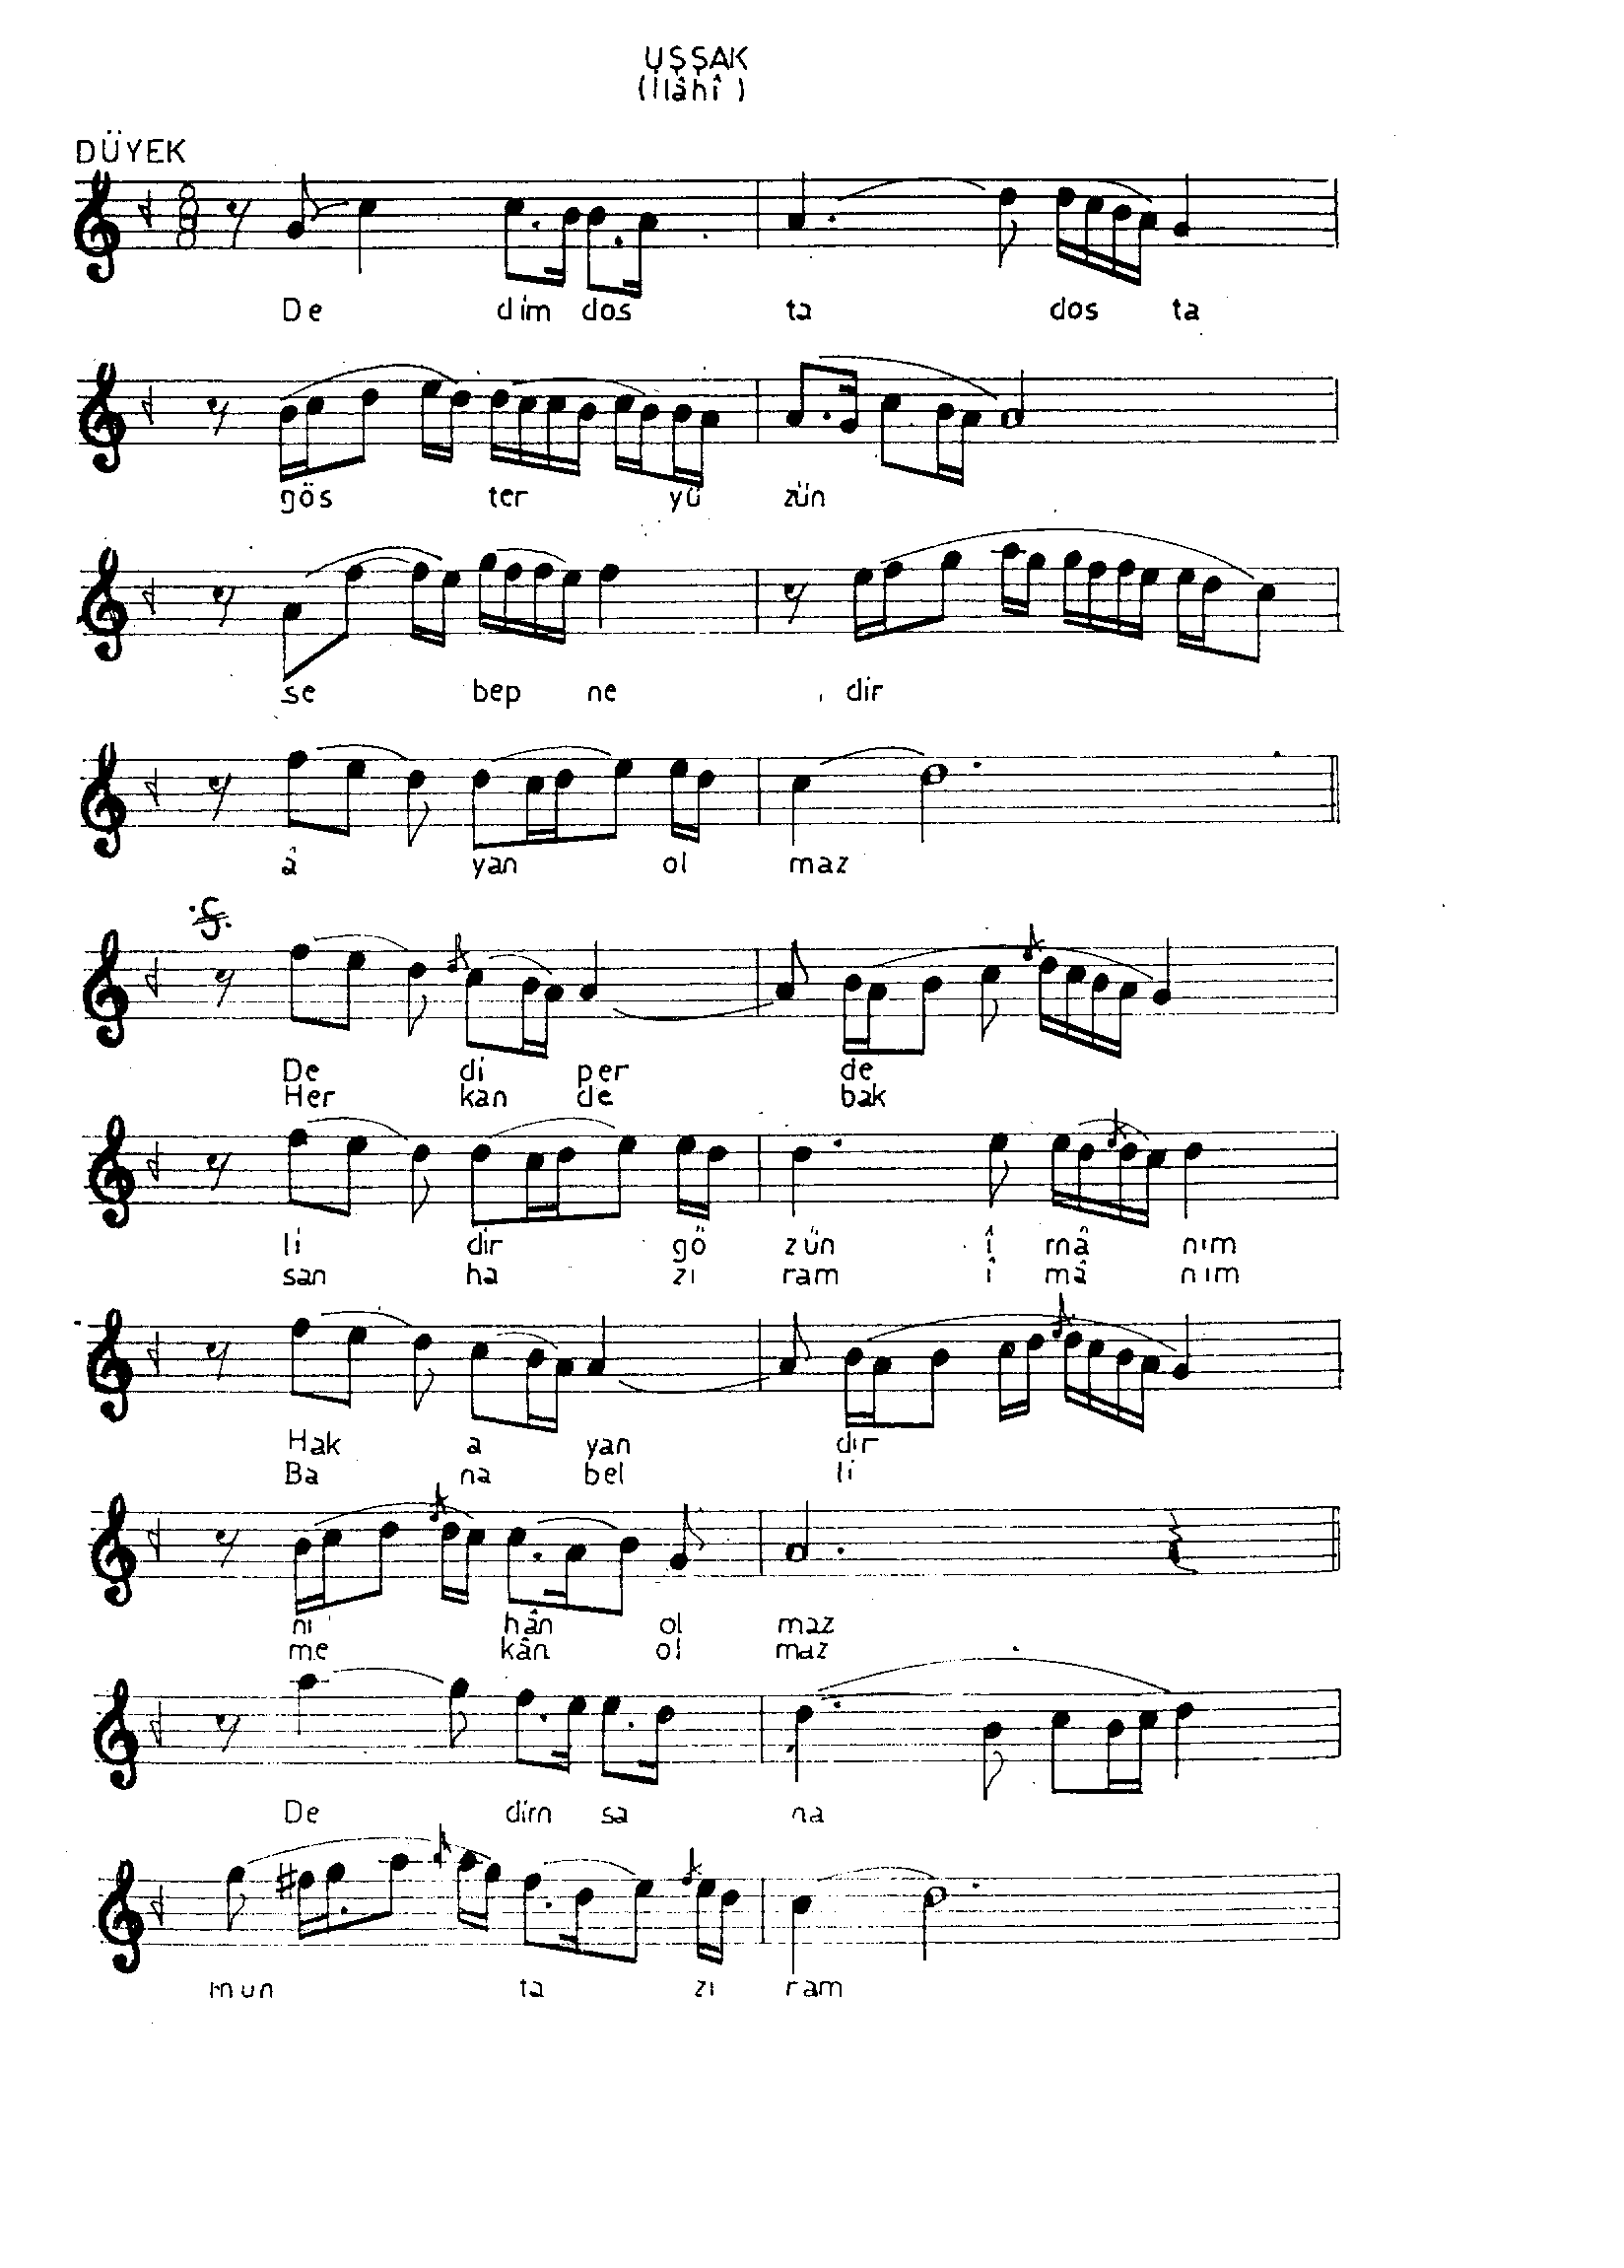 UŞŞAK
(İlâhî)
DÜYEK
De dim dos ta dos ta
gös ter yü zün
se bep ne dir
â yan ol maz
De di per de
Her kan de bak
li dir gö zün î mâ nım
san ha zı ram î mâ nım
Hak a yan dır
Ba na bel li
ni hân ol maz
me kân ol maz
De dim sa na
mün ta zı ram